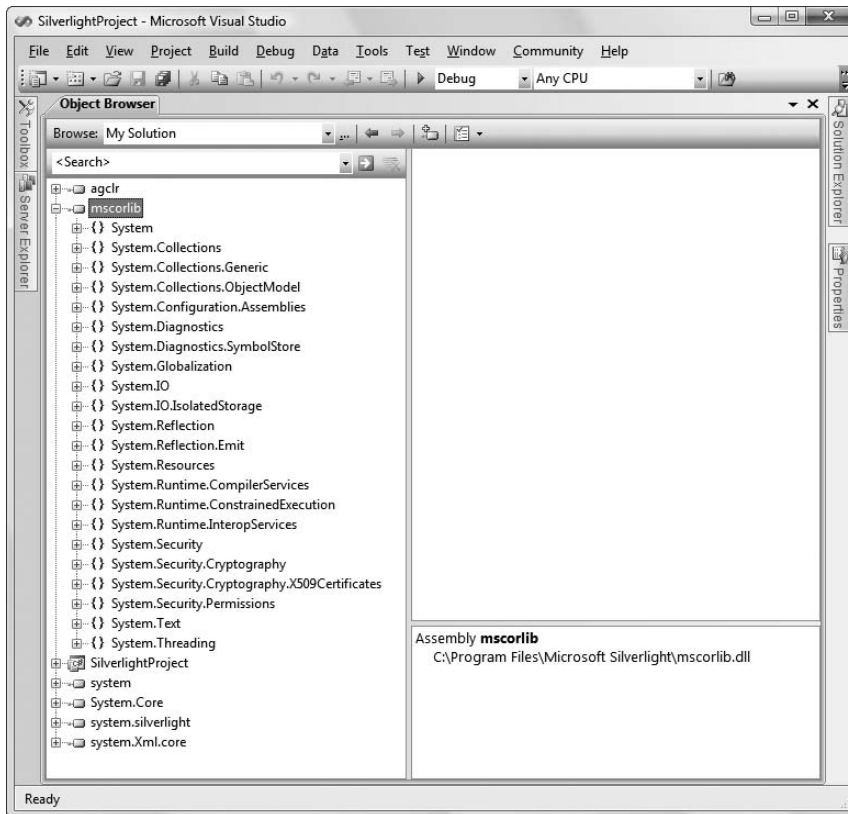 SilverlightProject - Microsoft Visual Studio
File Edit View Project Build Debug Data Tools Test Window Community Help
Debug Any CPU
Toolbox
Server Explorer
Object Browser
Browse: My Solution ...
<Search>
agclr
mscorlib
{} System
{} System.Collections
{} System.Collections.Generic
{} System.Collections.ObjectModel
{} System.Configuration.Assemblies
{} System.Diagnostics
{} System.Diagnostics.SymbolStore
{} System.Globalization
{} System.IO
{} System.IO.IsolatedStorage
{} System.Reflection
{} System.Reflection.Emit
{} System.Resources
{} System.Runtime.CompilerServices
{} System.Runtime.ConstrainedExecution
{} System.Runtime.InteropServices
{} System.Security
{} System.Security.Cryptography
{} System.Security.Cryptography.X509Certificates
{} System.Security.Permissions
{} System.Text
{} System.Threading
SilverlightProject
system
System.Core
system.silverlight
system.Xml.core
Assembly mscorlib
C:\Program Files\Microsoft Silverlight\mscorlib.dll
Solution Explorer
Properties
Ready